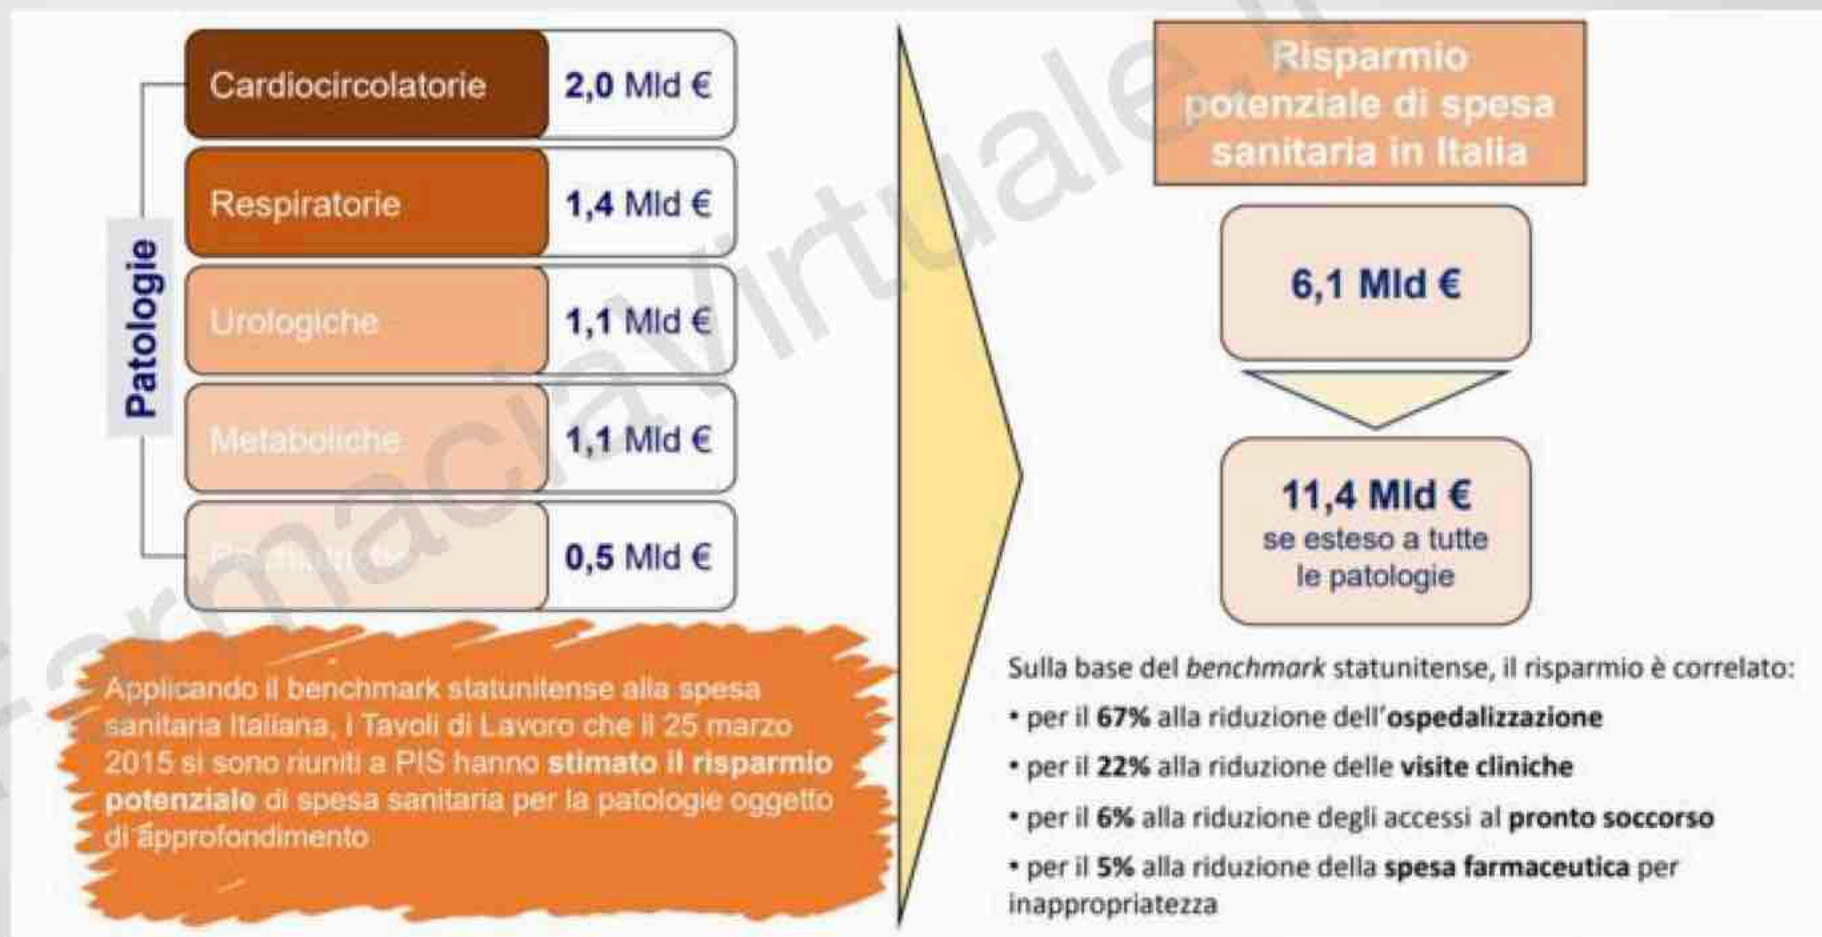 Patologie
Cardiocircolatorie
2,0 Mld €
Respiratorie
1,4 Mld €
Urologiche
1,1 Mld €
Metaboliche
1,1 Mld €
0,5 Mld €
Applicando il benchmark statunitense alla spesa
sanitaria Italiana, i Tavoli di Lavoro che il 25 marzo
2015 si sono riuniti a PIS hanno stimato il risparmio
potenziale di spesa sanitaria per la patologie oggetto
di approfondimento
Risparmio
potenziale di spesa
sanitaria in Italia
6,1 Mld €
11,4 Mld €
se esteso a tutte
le patologie
Sulla base del benchmark statunitense, il risparmio è correlato:
• per il 67% alla riduzione dell'ospedalizzazione
• per il 22% alla riduzione delle visite cliniche
• per il 6% alla riduzione degli accessi al pronto soccorso
• per il 5% alla riduzione della spesa farmaceutica per
inappropriatezza
FarmaciaVirtuale.